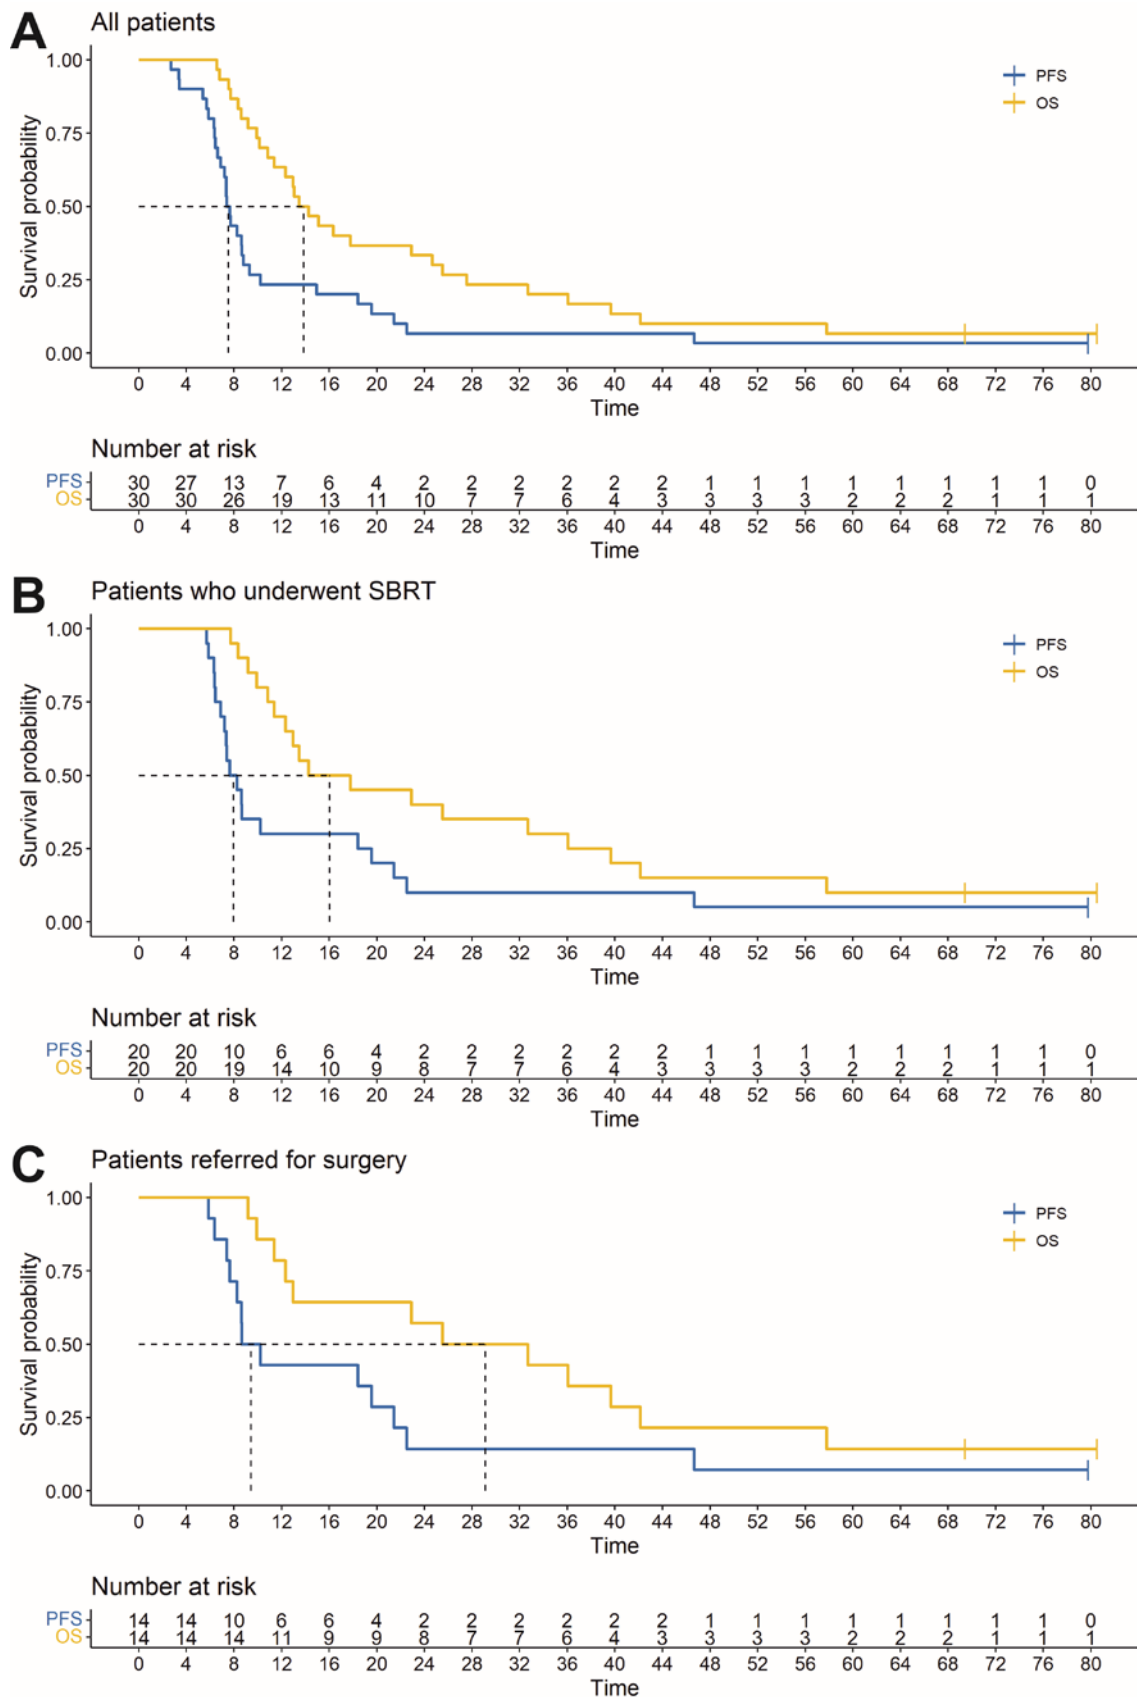 A All patients
1.00
0.75
0.50
0.25
0.00
Survival probability
PFS
OS
0 4 8 12 16 20 24 28 32 36 40 44 48 52 56 60 64 68 72 76 80
Time
Number at risk
PFS 30 27 13 7 6 4 2 2 2 2 2 2 1 1 1 1 1 1 1 1 0
OS 30 30 26 19 13 11 10 7 7 6 4 3 3 3 3 2 2 2 1 1 1
0 4 8 12 16 20 24 28 32 36 40 44 48 52 56 60 64 68 72 76 80
Time
B Patients who underwent SBRT
1.00
0.75
0.50
0.25
0.00
Survival probability
PFS
OS
0 4 8 12 16 20 24 28 32 36 40 44 48 52 56 60 64 68 72 76 80
Time
Number at risk
PFS 20 20 10 6 6 4 2 2 2 2 2 2 1 1 1 1 1 1 1 1 0
OS 20 20 19 14 10 9 8 7 7 6 4 3 3 3 3 2 2 2 1 1 1
0 4 8 12 16 20 24 28 32 36 40 44 48 52 56 60 64 68 72 76 80
Time
C Patients referred for surgery
1.00
0.75
0.50
0.25
0.00
Survival probability
PFS
OS
0 4 8 12 16 20 24 28 32 36 40 44 48 52 56 60 64 68 72 76 80
Time
Number at risk
PFS 14 14 10 6 6 4 2 2 2 2 2 2 1 1 1 1 1 1 1 1 0
OS 14 14 14 11 9 9 8 7 7 6 4 3 3 3 3 2 2 2 1 1 1
0 4 8 12 16 20 24 28 32 36 40 44 48 52 56 60 64 68 72 76 80
Time